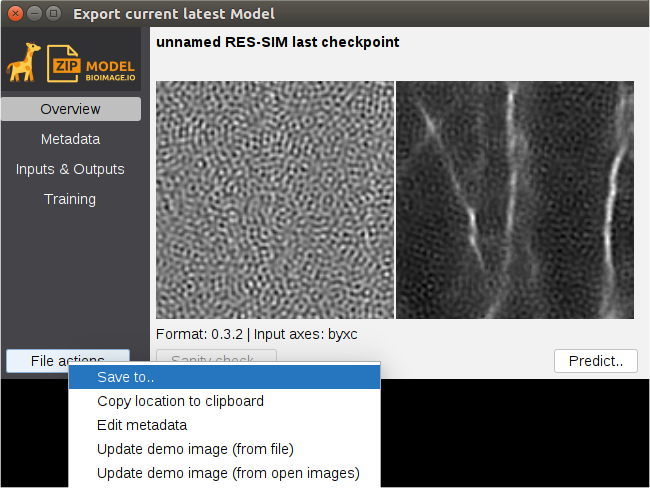 Export current latest Model
ZIP MODEL
BIOIMAGE.IO
unnamed RES-SIM last checkpoint
Overview
Metadata
Inputs & Outputs
Training
Format: 0.3.2 | Input axes: byxc
File actions
Sanity check..
Predict..
Save to..
Copy location to clipboard
Edit metadata
Update demo image (from file)
Update demo image (from open images)